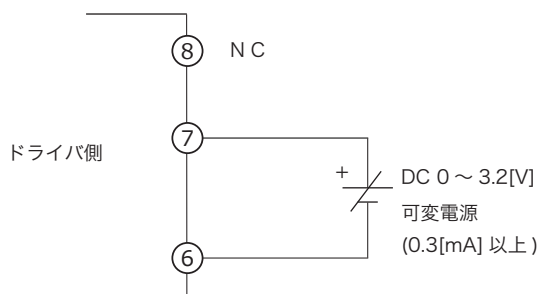 ⑧ N C
⑦
ドライバ側
+
DC 0 ～ 3.2[V]
可変電源
(0.3[mA] 以上 )
⑥